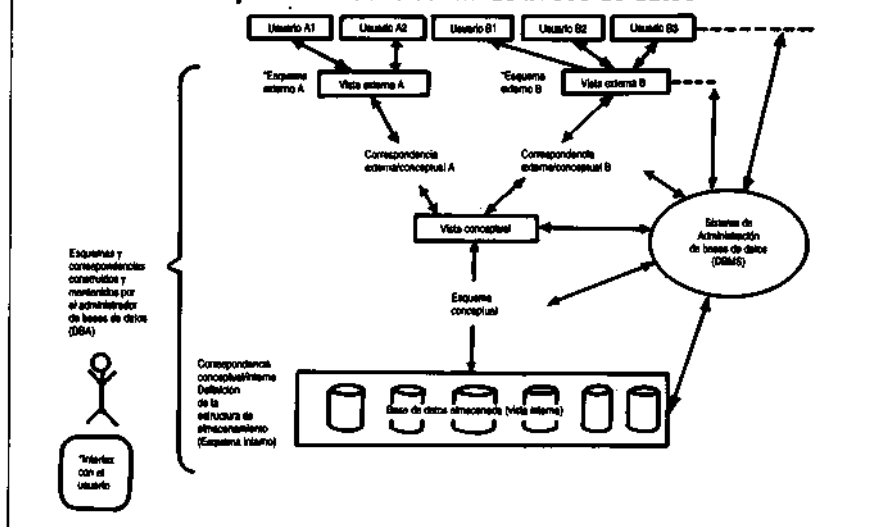 Usuario A1
Usuario A2
Usuario B1
Usuario B2
Usuario B3
"Esquema
externo A
Vista externa A
"Esquema
externo B
Vista externa B
Correspondencia
externa/conceptual A
Correspondencia
externa/conceptual B
Vista conceptual
Sistema de
Administración
de bases de datos
(DBMS)
Esquemas y
correspondencias
construidos y
mantenidos por
el administrador
de bases de datos
(DBA)
Esquema
conceptual
Correspondencia
conceptual/interna
Definición
de la
estructura de
almacenamiento
(Esquema interno)
Base de datos almacenada (vista interna)
"Interfaz
con el
usuario